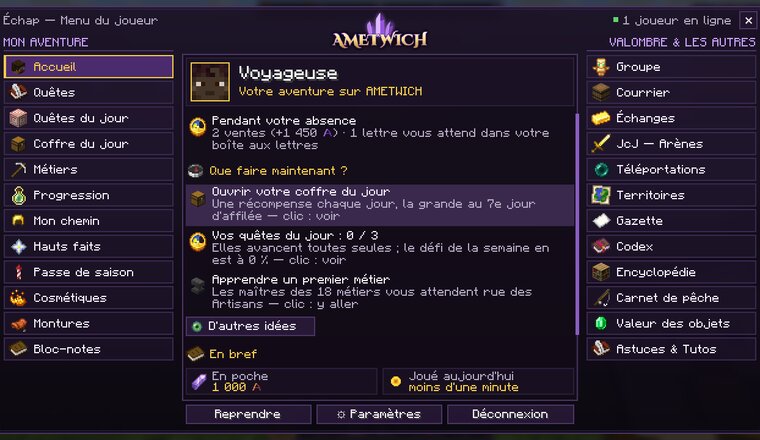 Échap — Menu du joueur
AMETWICH
1 joueur en ligne
MON AVENTURE
Accueil
Quêtes
Quêtes du jour
Coffre du jour
Métiers
Progression
Mon chemin
Hauts faits
Passe de saison
Cosmétiques
Montures
Bloc-notes
Voyageuse
Votre aventure sur AMETWICH
Pendant votre absence
2 ventes (+1 450 A) · 1 lettre vous attend dans votre
boîte aux lettres
Que faire maintenant ?
Ouvrir votre coffre du jour
Une récompense chaque jour, la grande au 7e jour
d'affilée — clic : voir
Vos quêtes du jour : 0 / 3
Elles avancent toutes seules ; le défi de la semaine en
est à 0 % — clic : voir
Apprendre un premier métier
Les maîtres des 18 métiers vous attendent rue des
Artisans — clic : y aller
D'autres idées
En bref
En poche
1 000 A
Joué aujourd'hui
moins d'une minute
Reprendre
Paramètres
Déconnexion
VALOMBRE & LES AUTRES
Groupe
Courrier
Échanges
JcJ — Arènes
Téléportations
Territoires
Gazette
Codex
Encyclopédie
Carnet de pêche
Valeur des objets
Astuces & Tutos